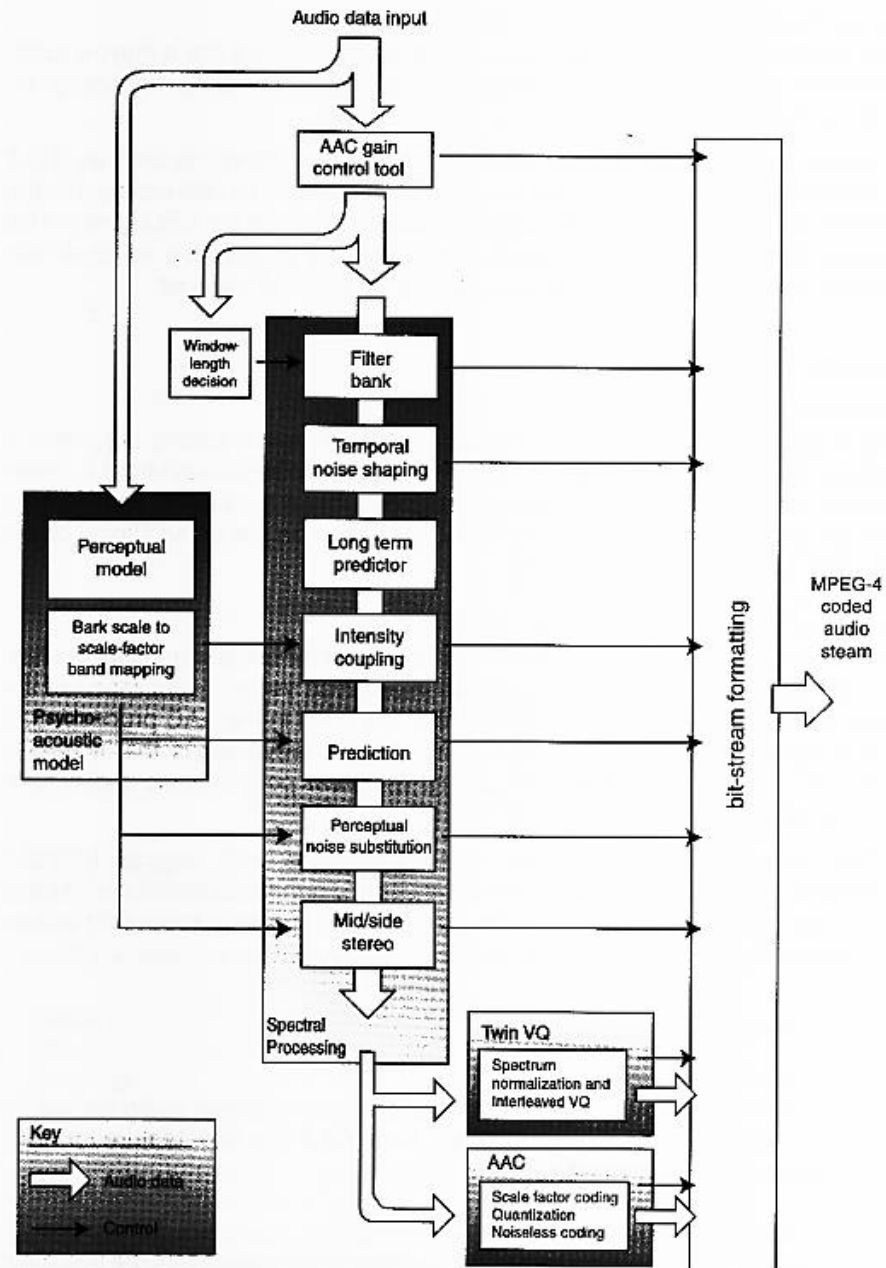 Audio data input
AAC gain
control tool
Window-
length
decision
Filter
bank
Temporal
noise shaping
Perceptual
model
Long term
predictor
Bark scale to
scale-factor
band mapping
Intensity
coupling
Psycho-
acoustic
model
Prediction
Perceptual
noise substitution
Mid/side
stereo
Spectral
Processing
bit-stream formatting
MPEG-4
coded
audio
steam
Twin VQ
Spectrum
normalization and
Interleaved VQ
AAC
Scale factor coding
Quantization
Noiseless coding
Key
Audio data
Control